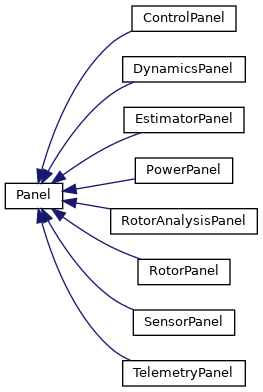 ControlPanel
DynamicsPanel
EstimatorPanel
PowerPanel
Panel
RotorAnalysisPanel
RotorPanel
SensorPanel
TelemetryPanel